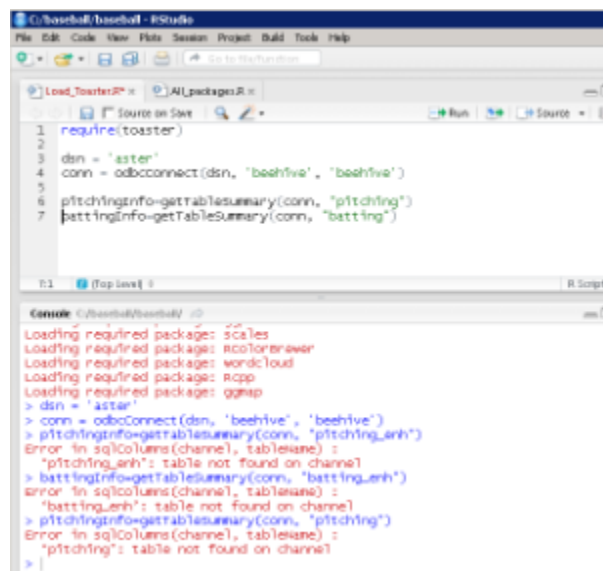 C:/baseball/baseball - RStudio
File Edit Code View Plots Session Project Build Tools Help
Go to file/function
Load_Toaster.R* × All_packages.R ×
Source on Save Run Source
1 require(toaster)
2
3 dsn = 'aster'
4 conn = odbcConnect(dsn, 'beehive', 'beehive')
5
6 pitchingInfo=getTableSummary(conn, "pitching")
7 battingInfo=getTableSummary(conn, "batting")
7:1 (Top Level) R Script
Console C:/baseball/baseball/
Loading required package: scales
Loading required package: RColorBrewer
Loading required package: wordcloud
Loading required package: Rcpp
Loading required package: ggmap
> dsn = 'aster'
> conn = odbcConnect(dsn, 'beehive', 'beehive')
> pitchingInfo=getTableSummary(conn, "pitching_enh")
Error in sqlColumns(channel, tableName) :
"pitching_enh": table not found on channel
> battingInfo=getTableSummary(conn, "batting_enh")
Error in sqlColumns(channel, tableName) :
"batting_enh": table not found on channel
> pitchingInfo=getTableSummary(conn, "pitching")
Error in sqlColumns(channel, tableName) :
"pitching": table not found on channel
>